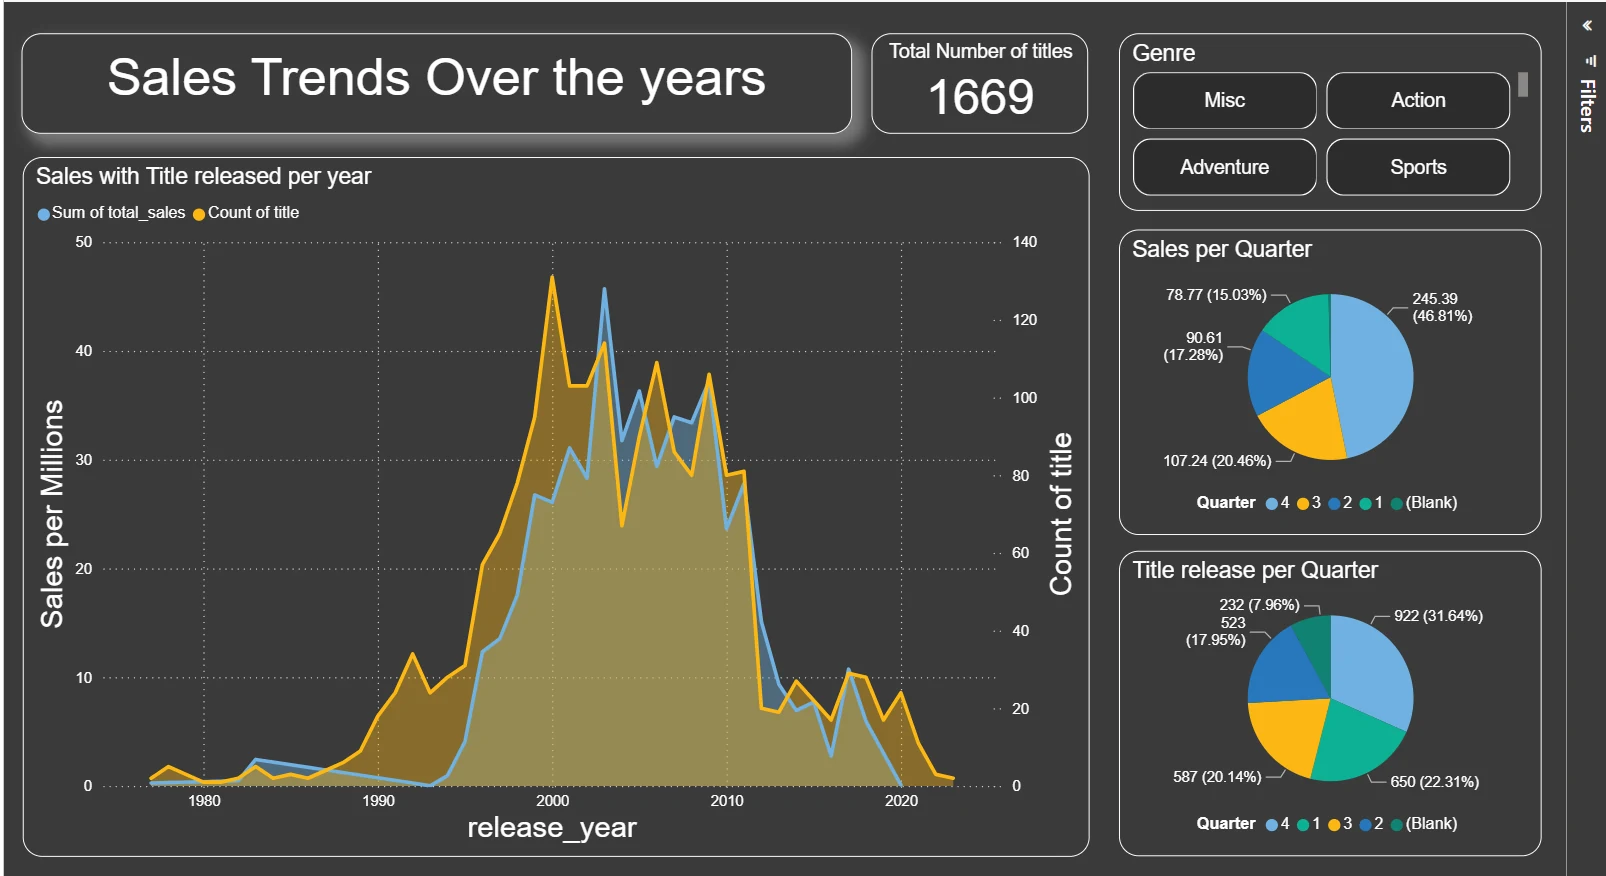 Sales Trends Over the years
Total Number of titles
1669
Genre
Misc
Action
Adventure
Sports
«
Filters
Sales with Title released per year
Sum of total_sales Count of title
50
40
30
20
10
0
Sales per Millions
140
120
100
80
60
40
20
0
Count of title
1980 1990 2000 2010 2020
release_year
Sales per Quarter
78.77 (15.03%)
245.39
(46.81%)
90.61
(17.28%)
107.24 (20.46%)
Quarter 4 3 2 1 (Blank)
Title release per Quarter
232 (7.96%)
922 (31.64%)
523
(17.95%)
587 (20.14%)
650 (22.31%)
Quarter 4 1 3 2 (Blank)